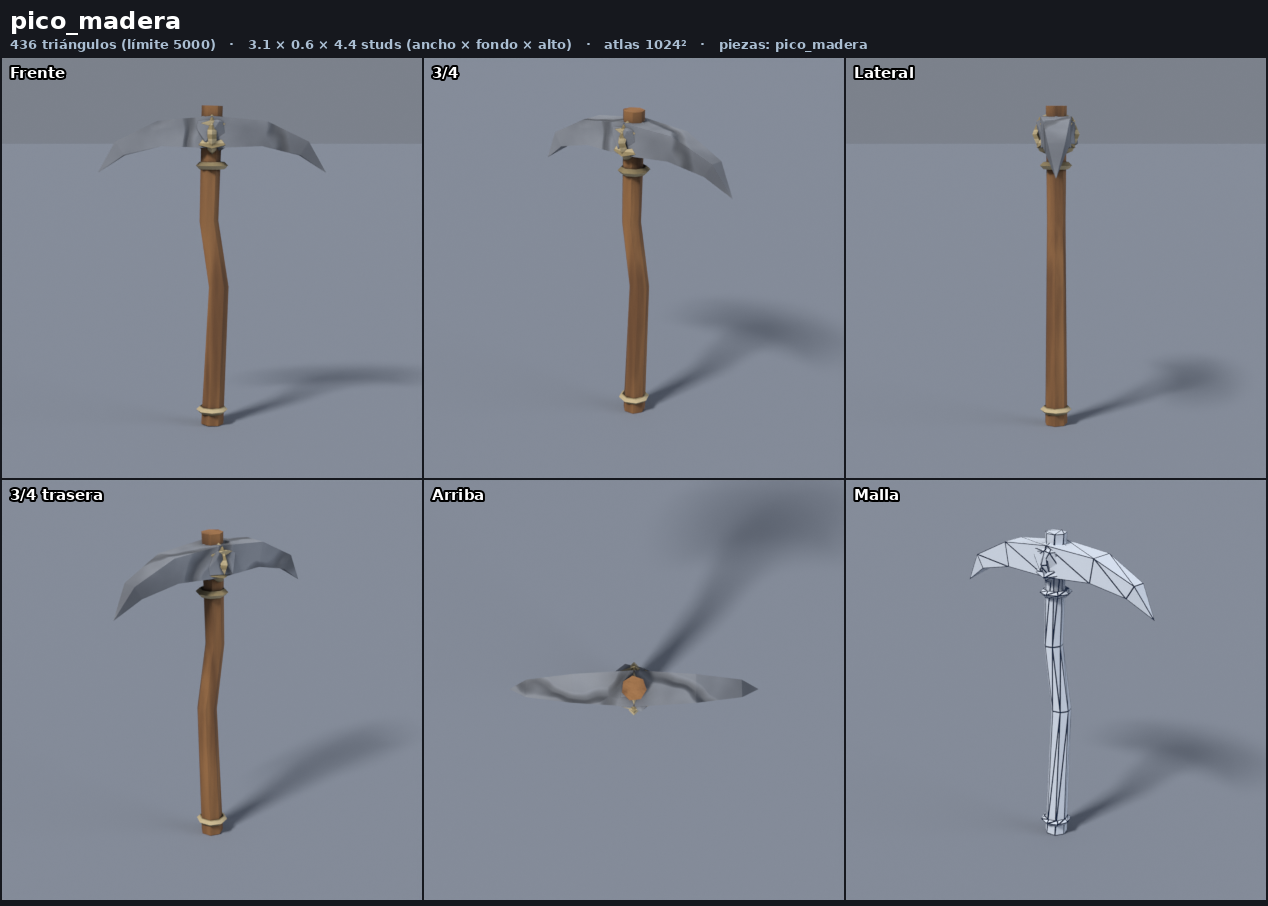 pico_madera
436 triángulos (límite 5000) · 3.1 × 0.6 × 4.4 studs (ancho × fondo × alto) · atlas 1024² · piezas: pico_madera
Frente
3/4
Lateral
3/4 trasera
Arriba
Malla